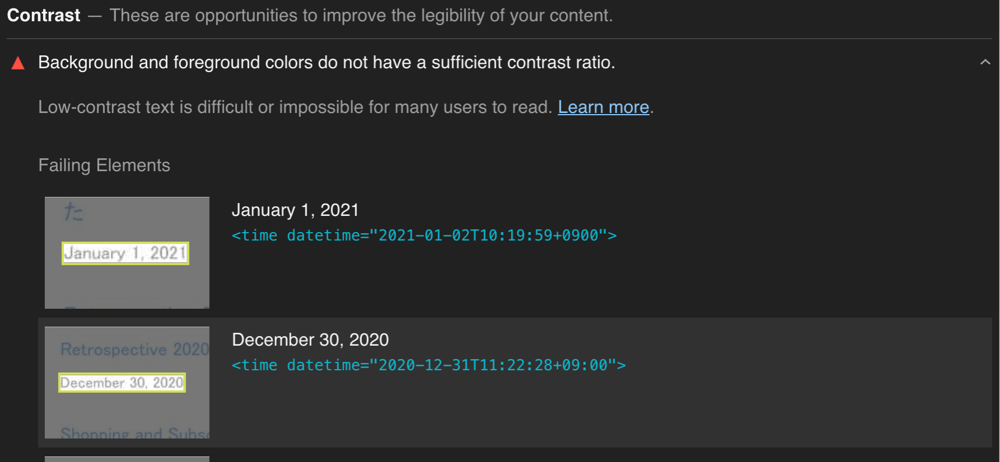 Contrast — These are opportunities to improve the legibility of your content.
Background and foreground colors do not have a sufficient contrast ratio.
Low-contrast text is difficult or impossible for many users to read. Learn more.
Failing Elements
た
January 1, 2021
January 1, 2021
<time datetime="2021-01-02T10:19:59+0900">
Retrospective 2020
December 30, 2020
Shopping and Subsc
December 30, 2020
<time datetime="2020-12-31T11:22:28+09:00">